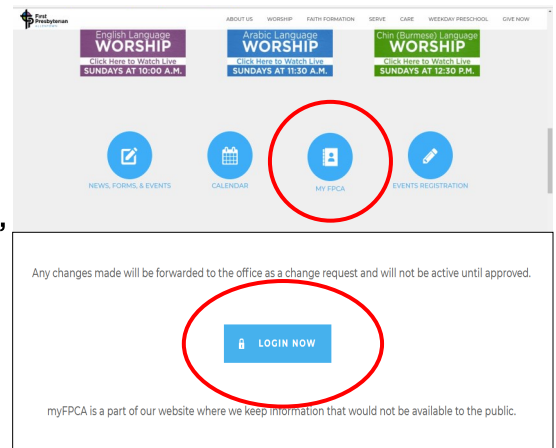 First
Presbyterian
ABOUT US WORSHIP FAITH FORMATION SERVE CARE WEEKDAY PRESCHOOL GIVE NOW
English Language
WORSHIP
Click Here to Watch Live
SUNDAYS AT 10:00 A.M.
Arabic Language
WORSHIP
Click Here to Watch Live
SUNDAYS AT 11:30 A.M.
Chin (Burmese) Language
WORSHIP
Click Here to Watch Live
SUNDAYS AT 12:30 P.M.
NEWS, FORMS, & EVENTS
CALENDAR
MY FPCA
EVENTS REGISTRATION
,
Any changes made will be forwarded to the office as a change request and will not be active until approved.
LOGIN NOW
myFPCA is a part of our website where we keep information that would not be available to the public.